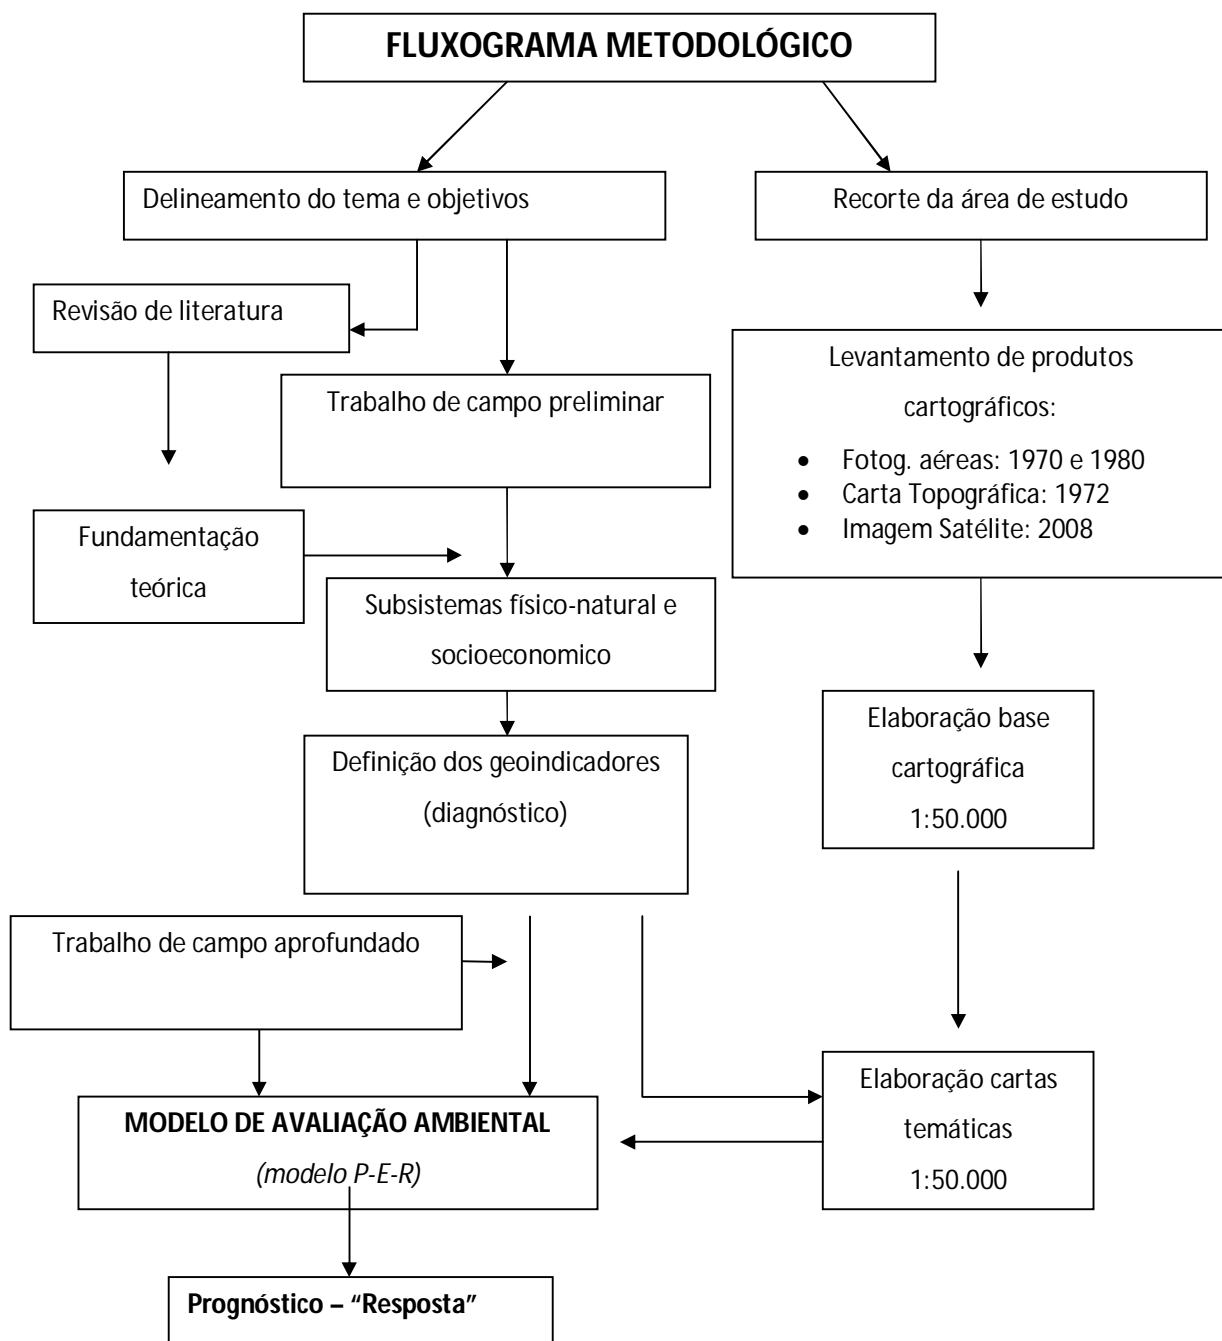 FLUXOGRAMA METODOLÓGICO
Delineamento do tema e objetivos
Recorte da área de estudo
Revisão de literatura
Levantamento de produtos
cartográficos:
• Fotog. aéreas: 1970 e 1980
• Carta Topográfica: 1972
• Imagem Satélite: 2008
Trabalho de campo preliminar
Fundamentação
teórica
Subsistemas físico-natural e
socioeconomico
Elaboração base
cartográfica
1:50.000
Definição dos geoindicadores
(diagnóstico)
Trabalho de campo aprofundado
Elaboração cartas
temáticas
1:50.000
MODELO DE AVALIAÇÃO AMBIENTAL
(modelo P-E-R)
Prognóstico – “Resposta”